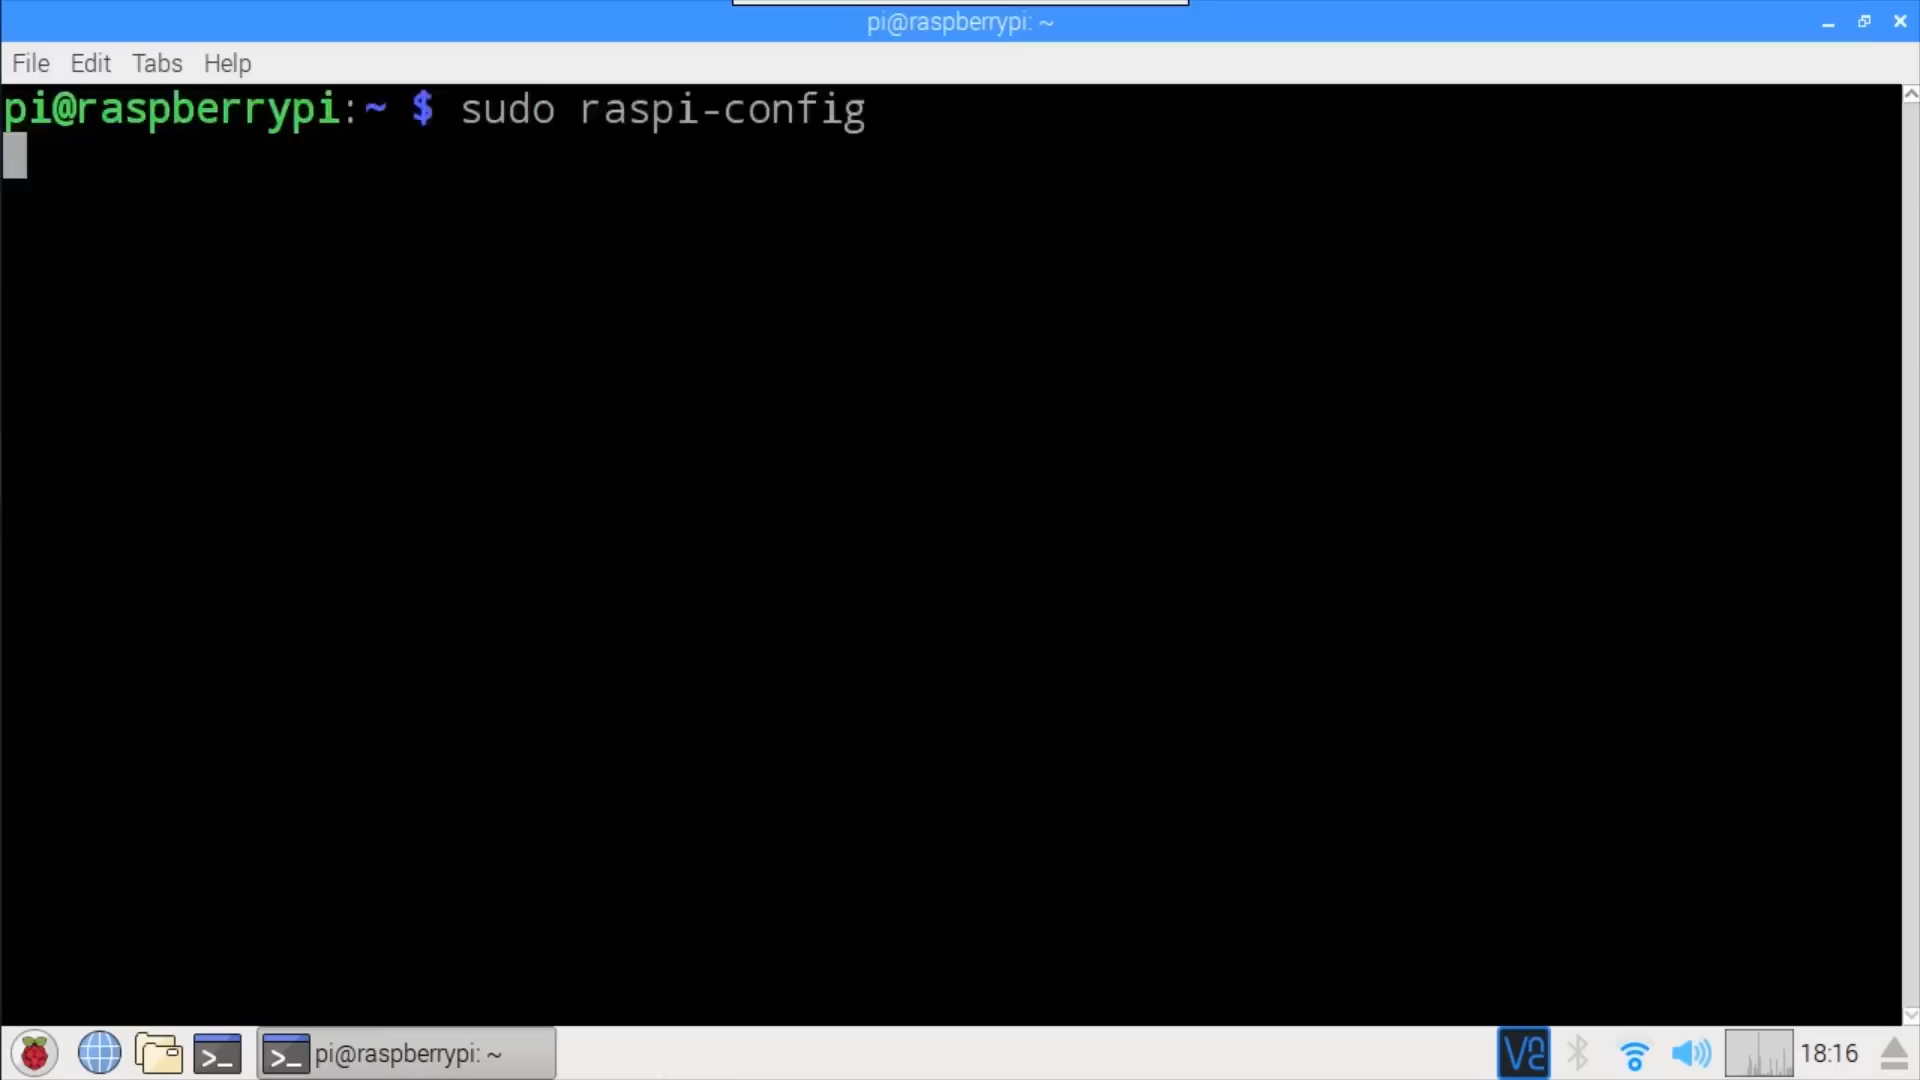 pi@raspberrypi: ~
File Edit Tabs Help
pi@raspberrypi:~ $ sudo raspi-config
>_ >_ pi@raspberrypi: ~ 18:16